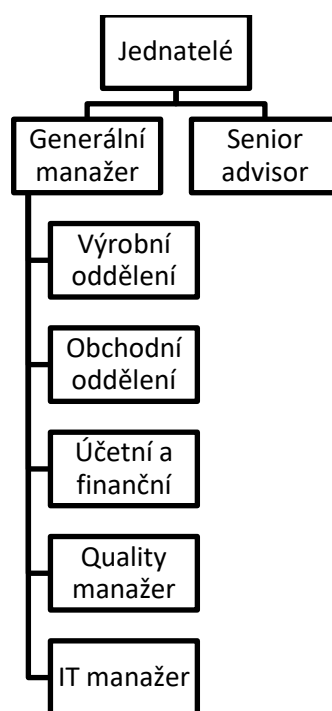 Jednatelé
Generální
manažer
Senior
advisor
Výrobní
oddělení
Obchodní
oddělení
Účetní a
finanční
Quality
manažer
IT manažer